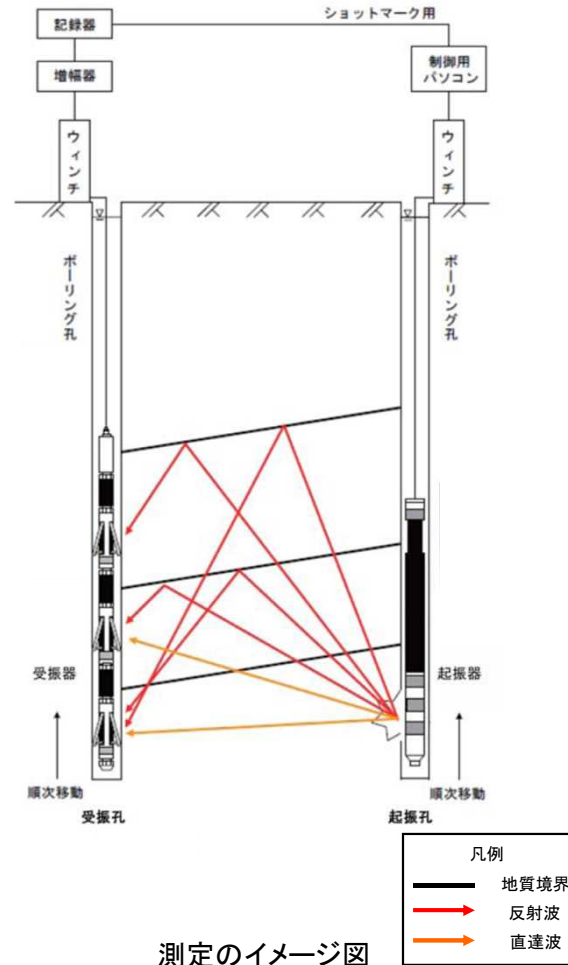 ショットマーク用
記録器
増幅器
制御用
パソコン
ウィンチ
ウィンチ
ボーリング孔
ボーリング孔
受振器
起振器
順次移動
順次移動
受振孔
起振孔
凡例
地質境界
反射波
直達波
測定のイメージ図